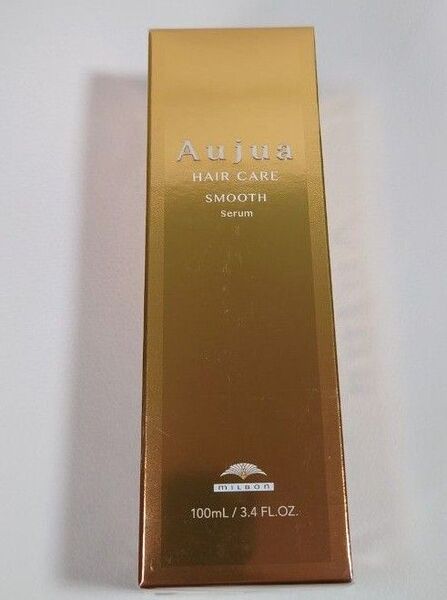 Aujua
HAIR CARE
SMOOTH
Serum
MILBON
100mL / 3.4 FL.OZ.